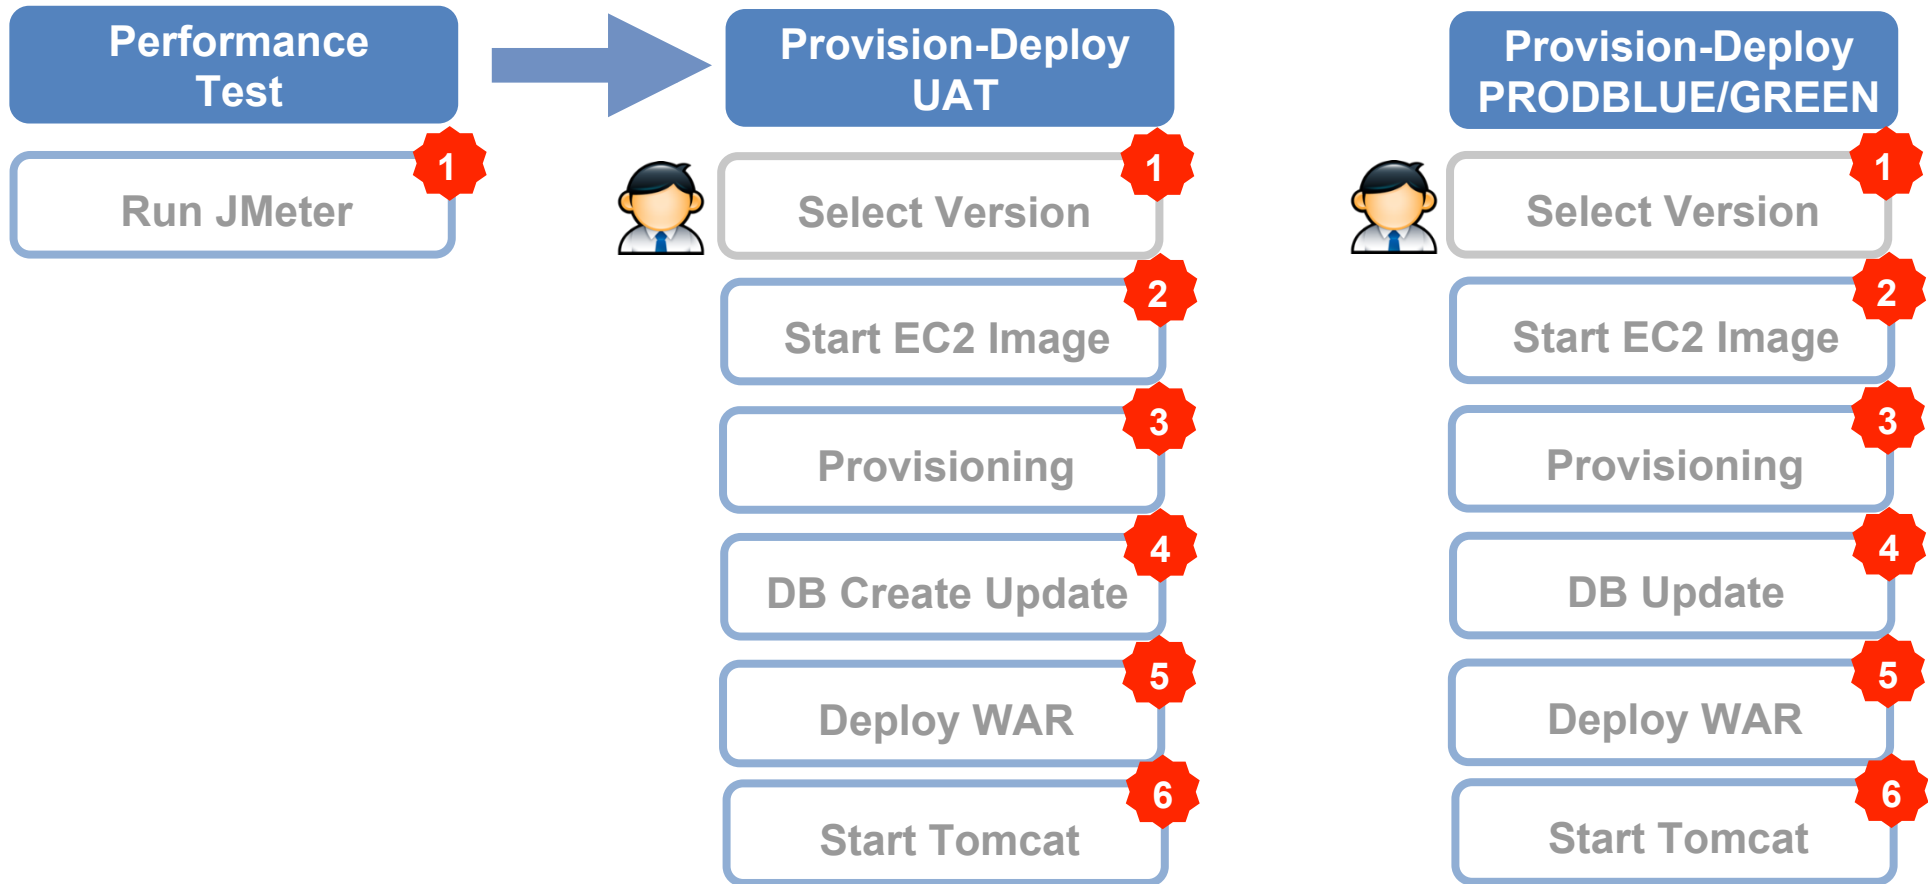 Performance
Test
1
Run JMeter
Provision-Deploy
UAT
1
Select Version
2
Start EC2 Image
3
Provisioning
4
DB Create Update
5
Deploy WAR
6
Start Tomcat
Provision-Deploy
PRODBLUE/GREEN
1
Select Version
2
Start EC2 Image
3
Provisioning
4
DB Update
5
Deploy WAR
6
Start Tomcat